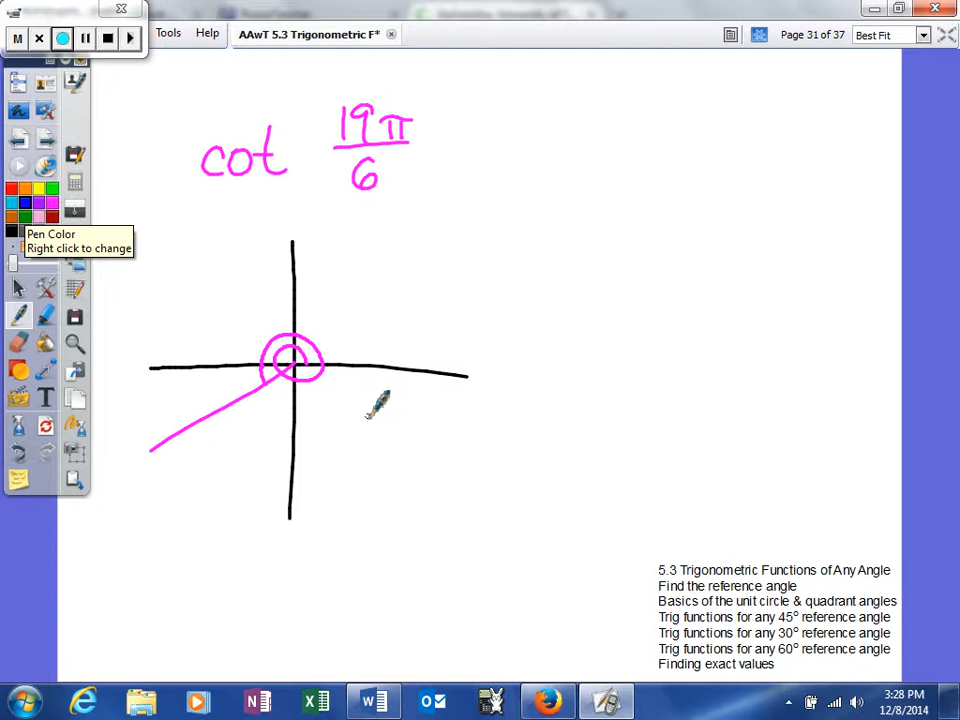 M
Tools Help AAwT 5.3 Trigonometric F* Page 31 of 37 Best Fit
cot 19π
6
Pen Color
Right click to change
T
5.3 Trigonometric Functions of Any Angle
Find the reference angle
Basics of the unit circle & quadrant angles
Trig functions for any 45° reference angle
Trig functions for any 30° reference angle
Trig functions for any 60° reference angle
Finding exact values
3:28 PM
12/8/2014